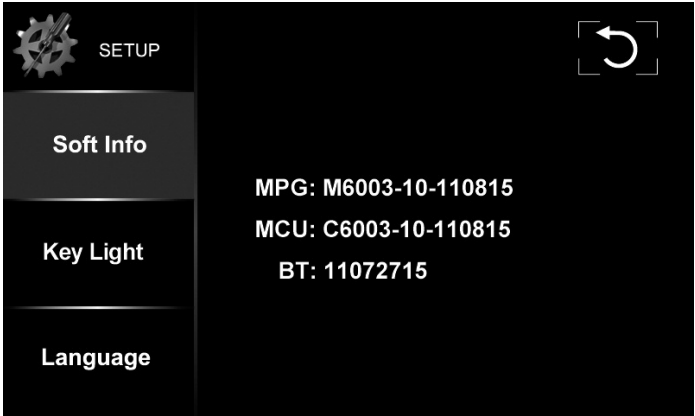 SETUP
Soft Info
Key Light
Language
MPG: M6003-10-110815
MCU: C6003-10-110815
BT: 11072715